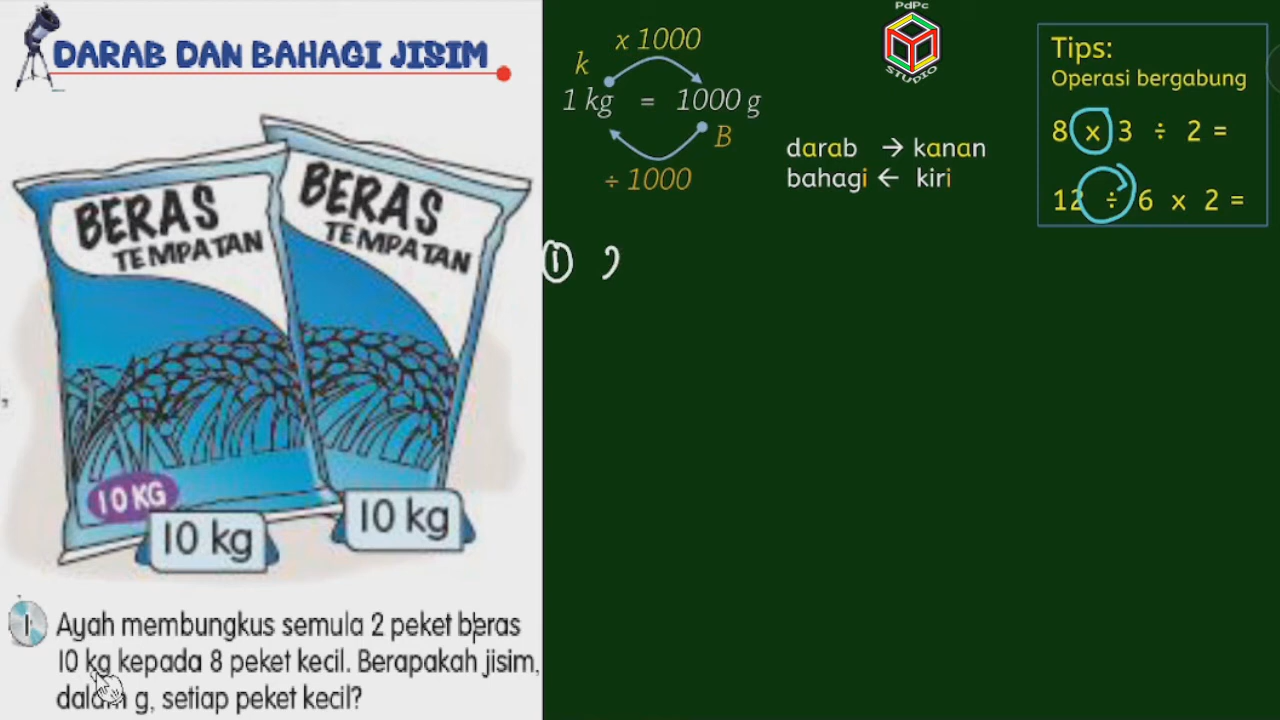 DARAB DAN BAHAGI JISIM
BERAS
TEMPATAN
BERAS
TEMPATAN
10 KG
10 kg
10 kg
1 Ayah membungkus semula 2 peket beras
10 kg kepada 8 peket kecil. Berapakah jisim,
dalam g, setiap peket kecil?
x 1000
k
1 kg = 1000 g
B
÷ 1000
darab → kanan
bahagi ← kiri
PdPc
STUDIO
Tips:
Operasi bergabung
8 x 3 ÷ 2 =
12 ÷ 6 x 2 =
①